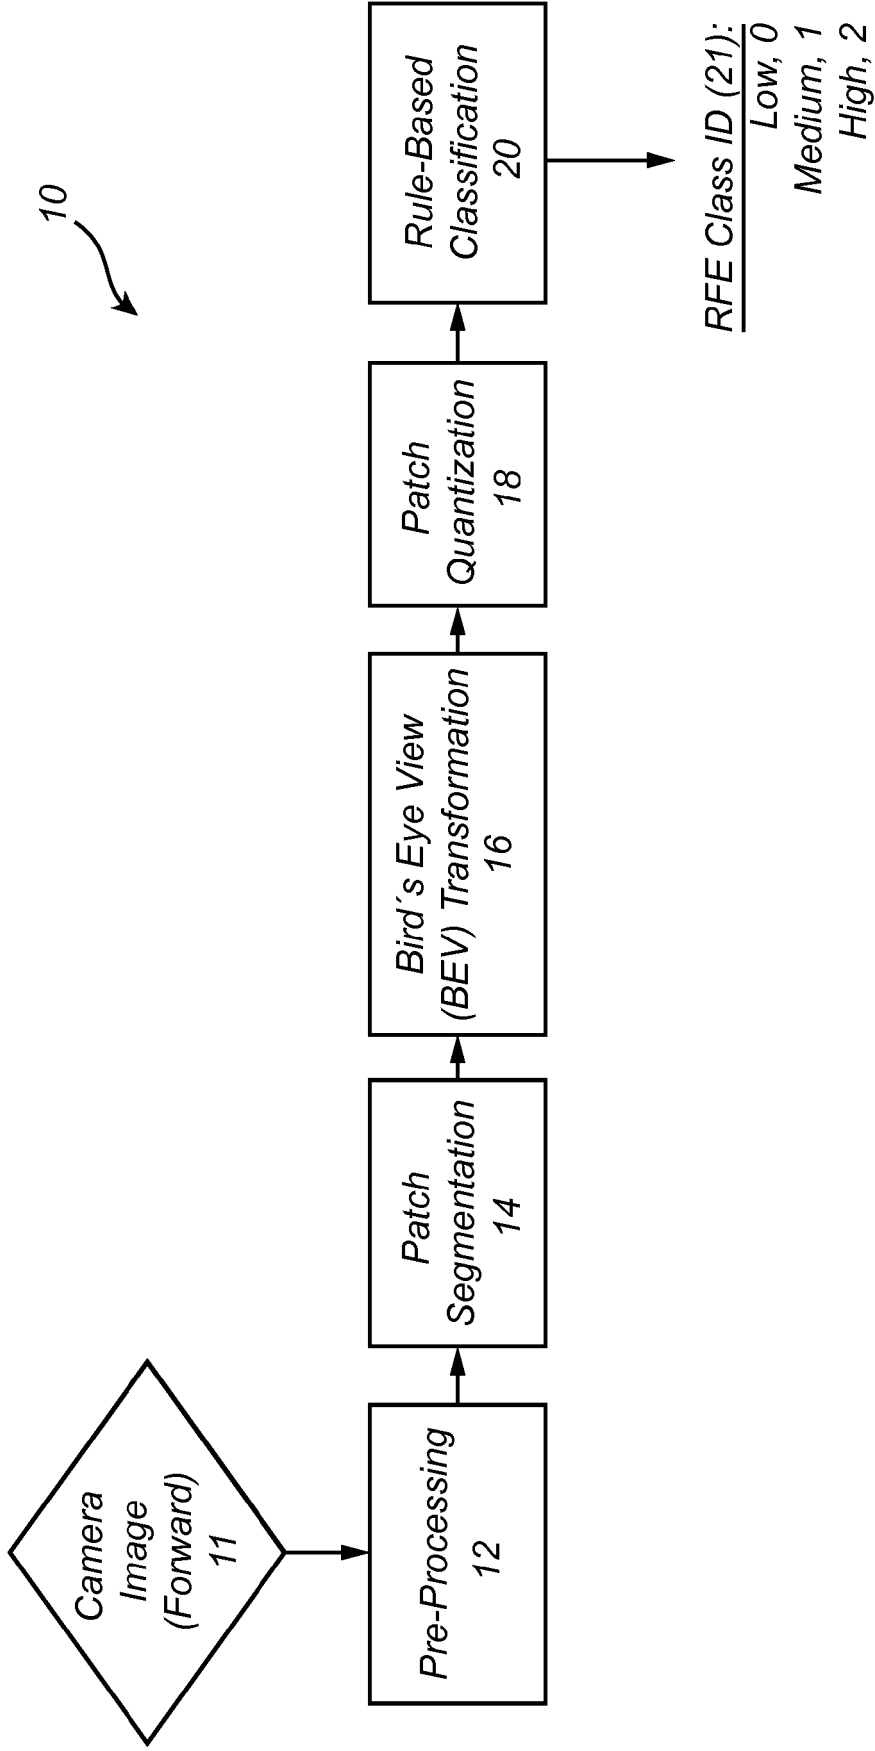 10
Camera
Image
(Forward)
11
Pre-Processing
12
Patch
Segmentation
14
Bird´s Eye View
(BEV) Transformation
16
Patch
Quantization
18
Rule-Based
Classification
20
RFE Class ID (21):
Low, 0
Medium, 1
High, 2